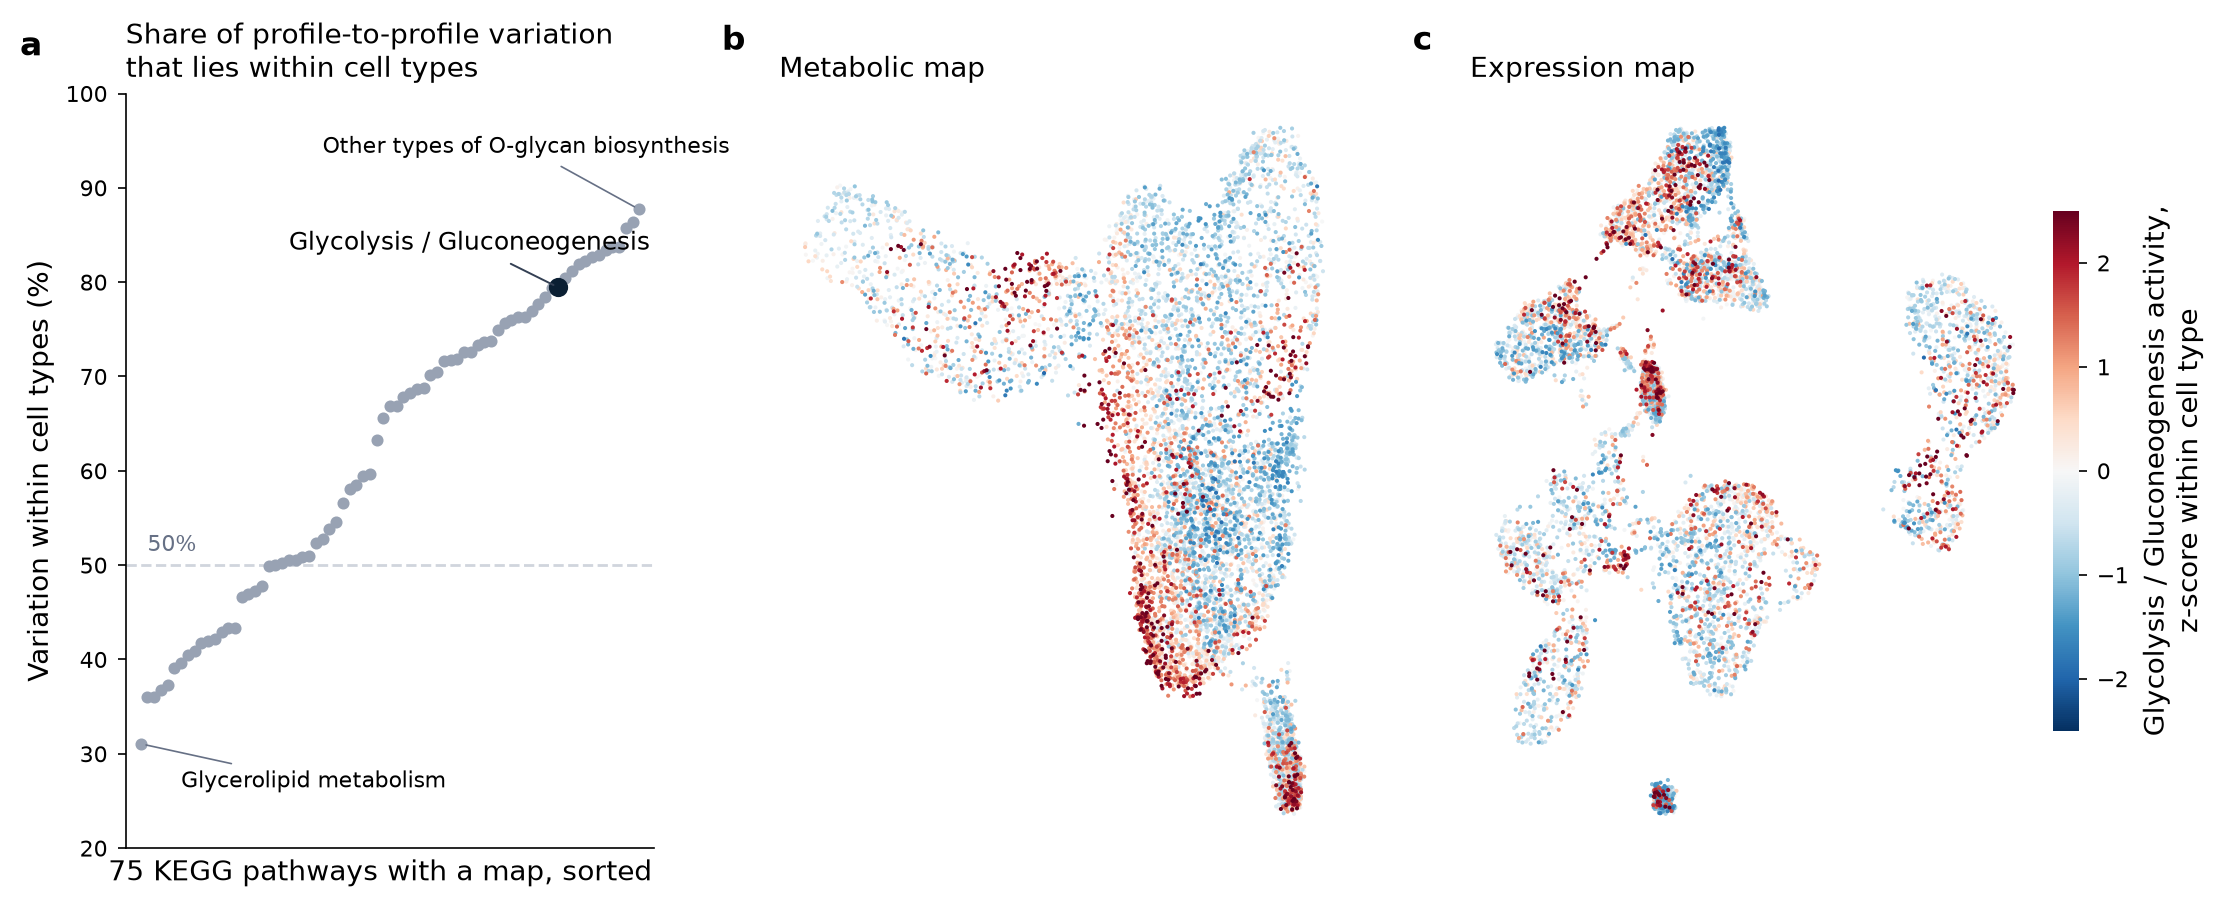 a
Share of profile-to-profile variation
that lies within cell types
100
90
80
70
60
50
40
30
20
Variation within cell types (%)
Other types of O-glycan biosynthesis
Glycolysis / Gluconeogenesis
50%
Glycerolipid metabolism
75 KEGG pathways with a map, sorted
b
Metabolic map
c
Expression map
2
1
0
−1
−2
Glycolysis / Gluconeogenesis activity,
z-score within cell type